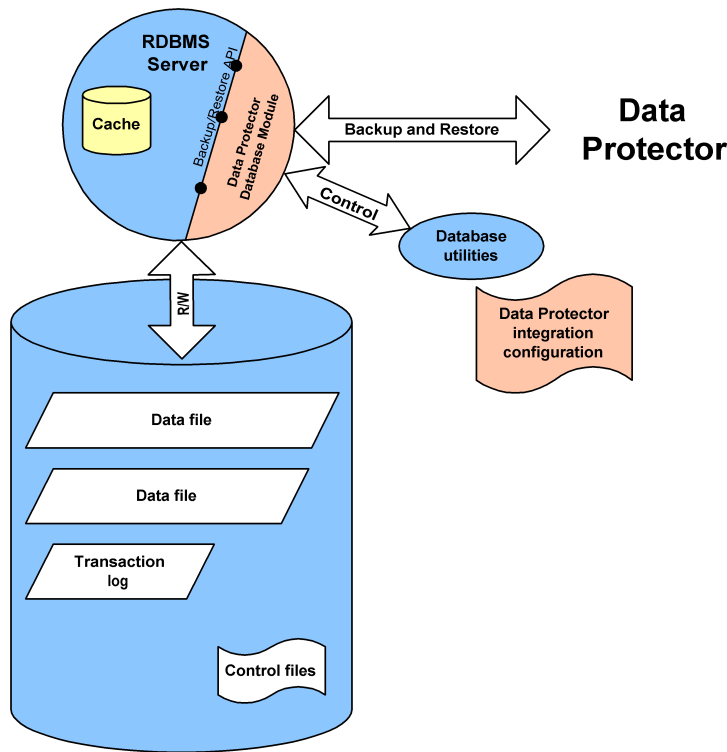 RDBMS
Server
Cache
Backup/Restore API
Data Protector
Database Module
Backup and Restore
Data
Protector
Control
Database
utilities
Data Protector
integration
configuration
R/W
Data file
Data file
Transaction
log
Control files